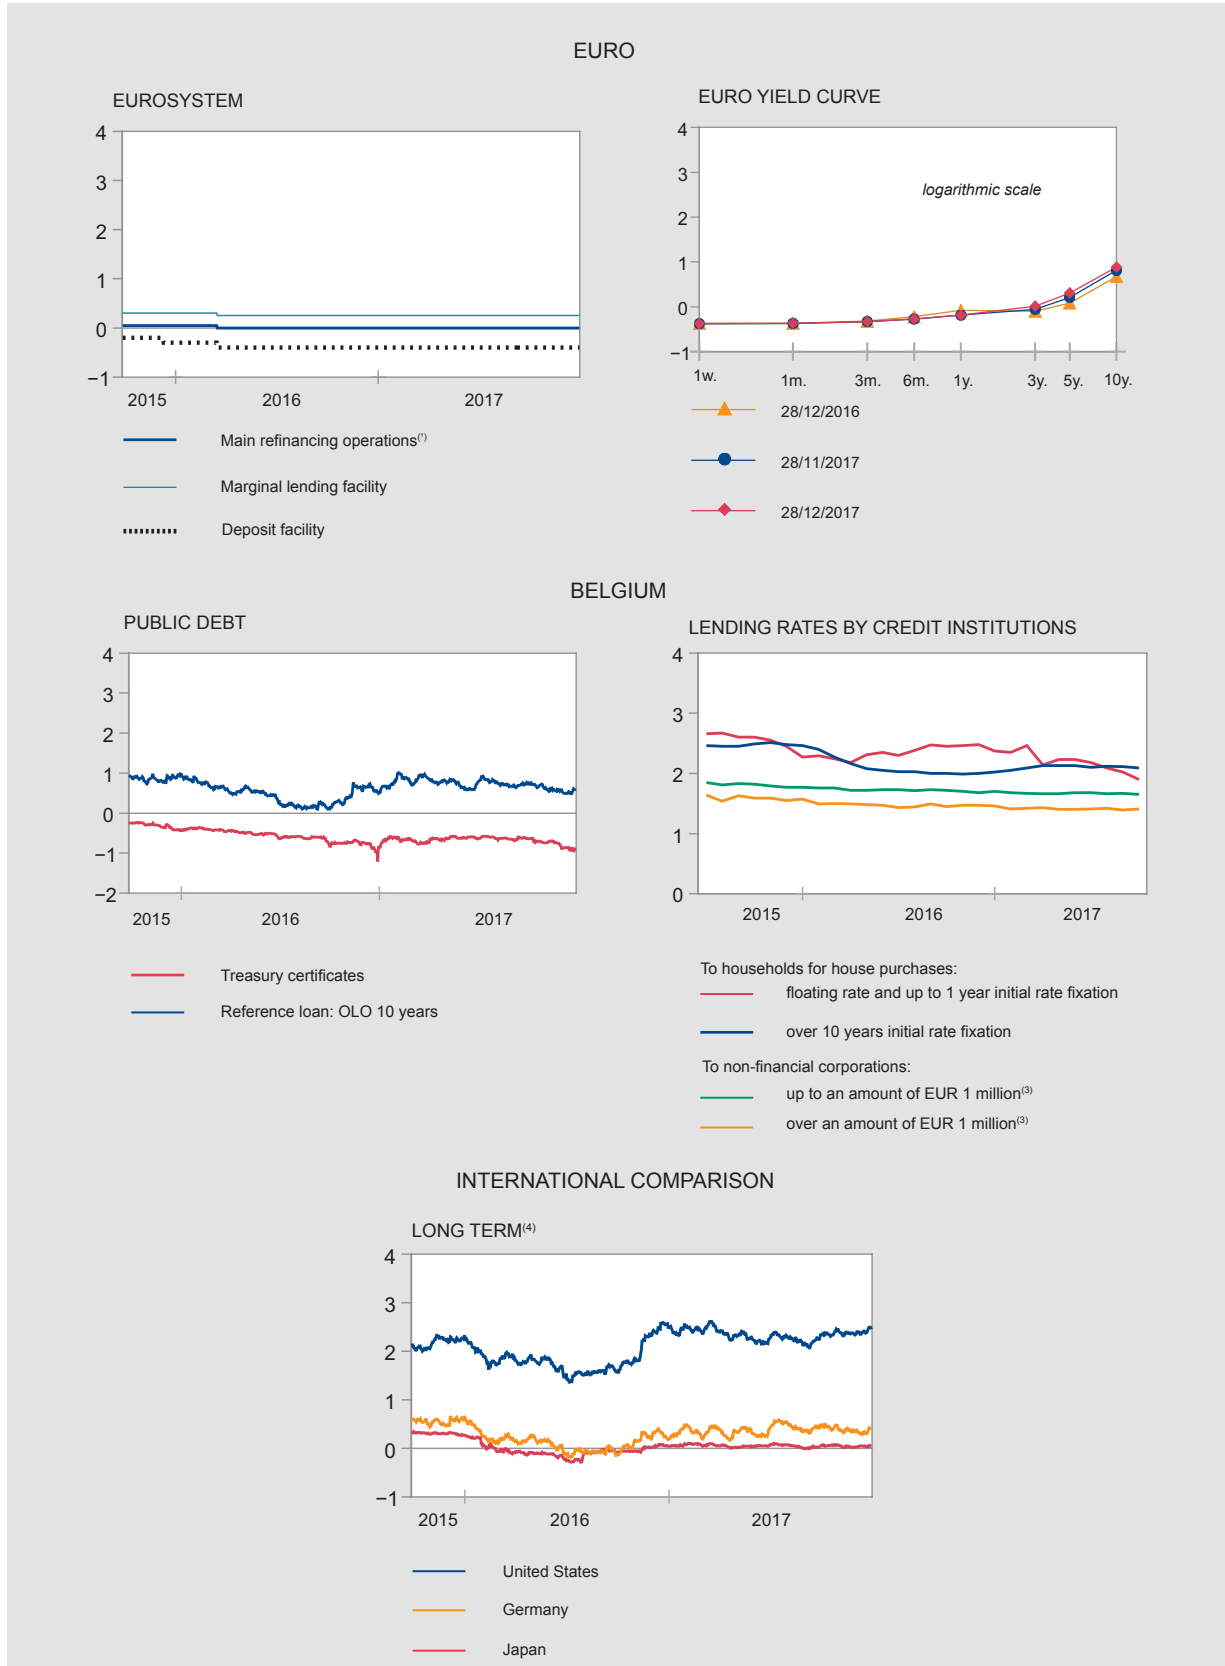 EURO
EUROSYSTEM
4
3
2
1
0
−1
2015 2016 2017
Main refinancing operations(*)
Marginal lending facility
Deposit facility
EURO YIELD CURVE
4
3
2
1
0
−1
logarithmic scale
1w. 1m. 3m. 6m. 1y. 3y. 5y. 10y.
28/12/2016
28/11/2017
28/12/2017
BELGIUM
PUBLIC DEBT
4
3
2
1
0
−1
−2
2015 2016 2017
Treasury certificates
Reference loan: OLO 10 years
LENDING RATES BY CREDIT INSTITUTIONS
4
3
2
1
0
2015 2016 2017
To households for house purchases:
floating rate and up to 1 year initial rate fixation
over 10 years initial rate fixation
To non-financial corporations:
up to an amount of EUR 1 million(3)
over an amount of EUR 1 million(3)
INTERNATIONAL COMPARISON
LONG TERM(4)
4
3
2
1
0
−1
2015 2016 2017
United States
Germany
Japan